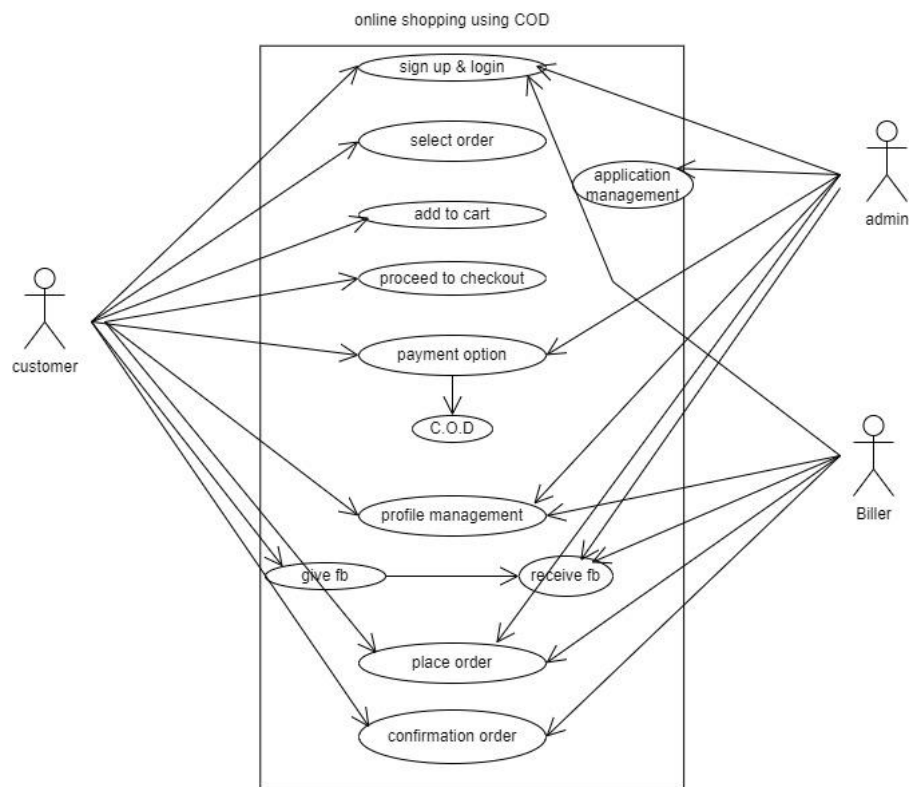 online shopping using COD
sign up & login
select order
application
management
add to cart
admin
proceed to checkout
payment option
customer
C.O.D
profile management
Biller
give fb
receive fb
place order
confirmation order